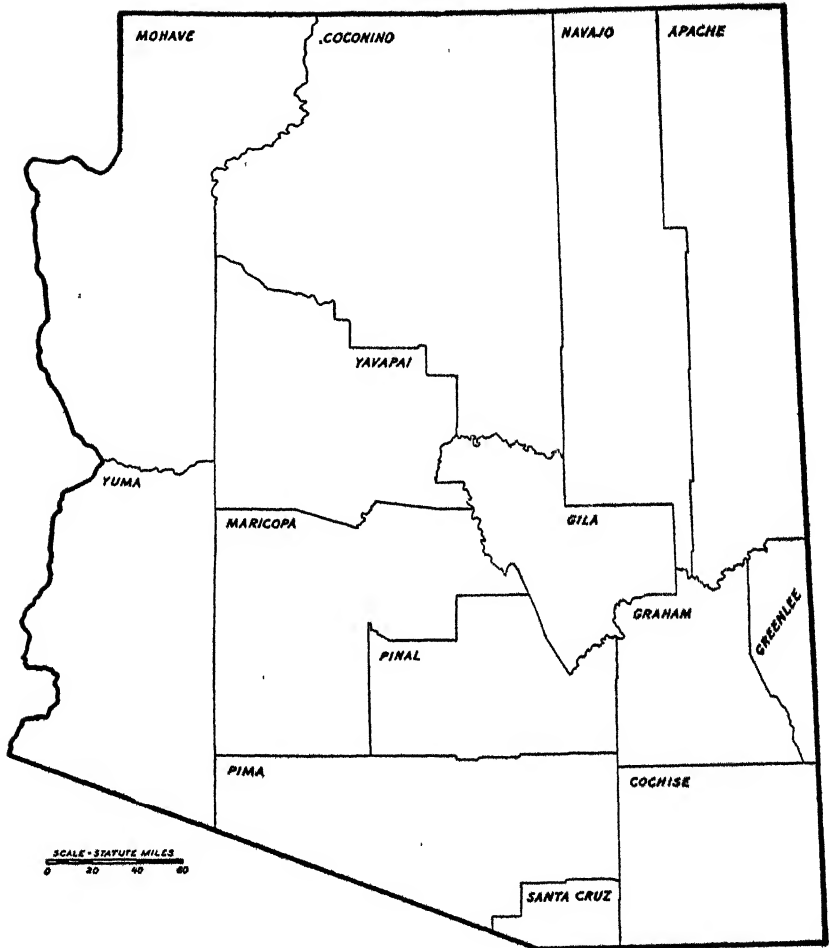 MOHAVE
COCONINO
NAVAJO
APACHE
YAVAPAI
YUMA
MARICOPA
GILA
GRAHAM
GREENLEE
PINAL
PIMA
COCHISE
SCALE - STATUTE MILES
0 20 40 60
SANTA CRUZ